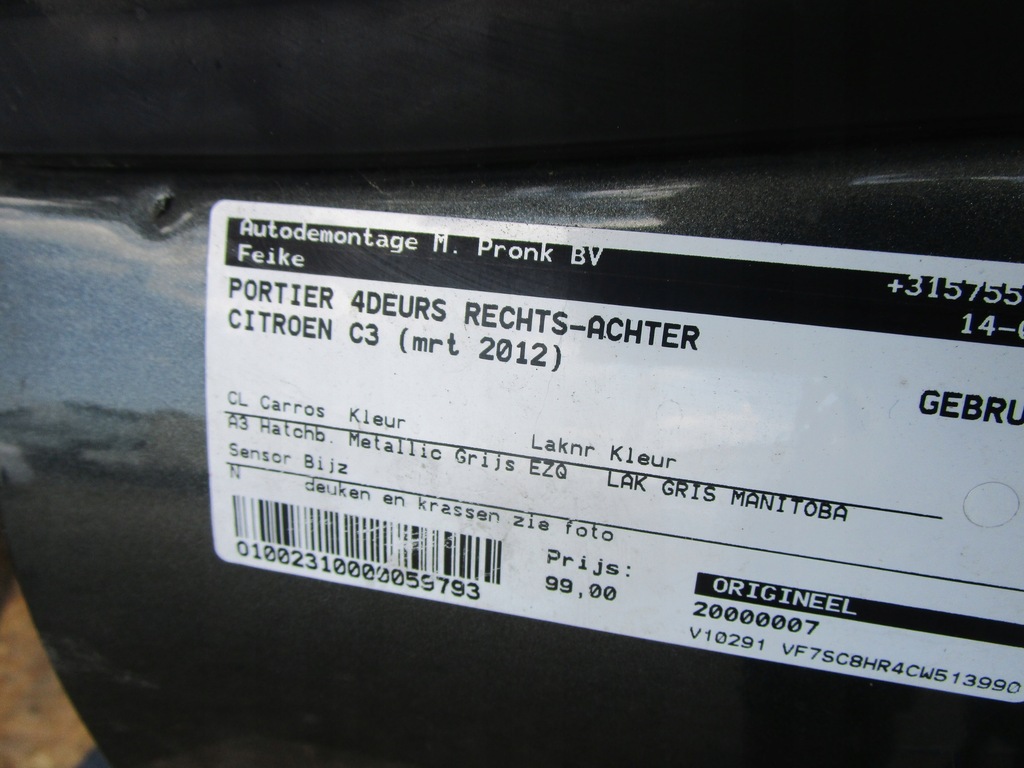 Autodemontage M. Pronk BV
Feike
+315755
14-
PORTIER 4DEURS RECHTS-ACHTER
CITROEN C3 (mrt 2012)
GEBRU
CL Carros Kleur Laknr Kleur
A3 Hatchb. Metallic Grijs EZQ LAK GRIS MANITOBA
Sensor Bijz
N deuken en krassen zie foto
Prijs:
99,00
01002310000059793
ORIGINEEL
20000007
V10291 VF7SC8HR4CW513990